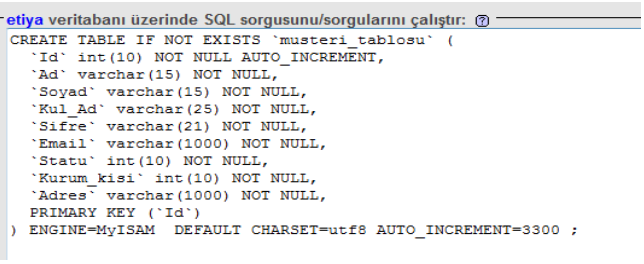 etiya veritabanı üzerinde SQL sorgusunu/sorgularını çalıştır:
CREATE TABLE IF NOT EXISTS `musteri_tablosu` (
`Id` int(10) NOT NULL AUTO_INCREMENT,
`Ad` varchar(15) NOT NULL,
`Soyad` varchar(15) NOT NULL,
`Kul_Ad` varchar(25) NOT NULL,
`Sifre` varchar(21) NOT NULL,
`Email` varchar(1000) NOT NULL,
`Statu` int(10) NOT NULL,
`Kurum_kisi` int(10) NOT NULL,
`Adres` varchar(1000) NOT NULL,
PRIMARY KEY (`Id`)
) ENGINE=MyISAM  DEFAULT CHARSET=utf8 AUTO_INCREMENT=3300 ;